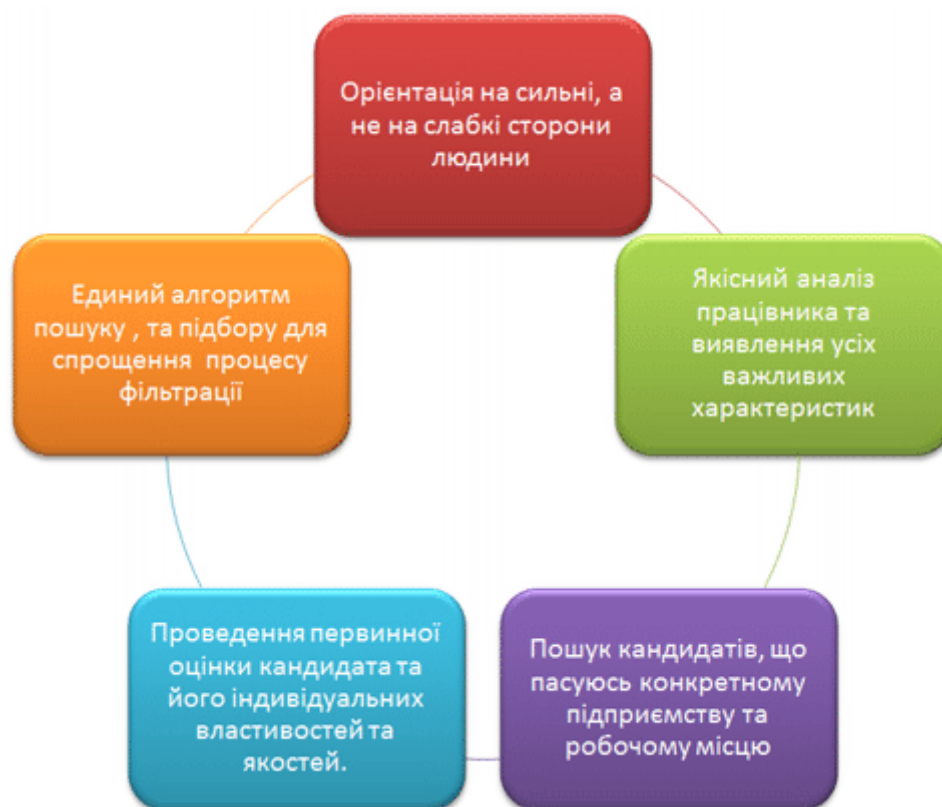 Орієнтація на сильні, а
не на слабкі сторони
людини
Якісний аналіз
працівника та
виявлення усіх
важливих
характеристик
Пошук кандидатів, що
пасуюсь конкретному
підприємству та
робочому місцю
Проведення первинної
оцінки кандидата та
його індивідуальних
властивостей та
якостей.
Единий алгоритм
пошуку , та підбору для
спрощення процесу
фільтрації